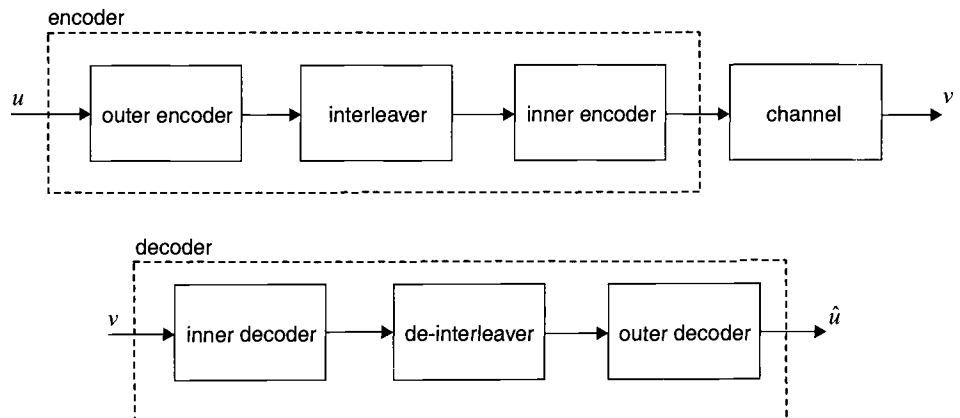 encoder
u
outer encoder
interleaver
inner encoder
channel
v
decoder
v
inner decoder
de-interleaver
outer decoder
û